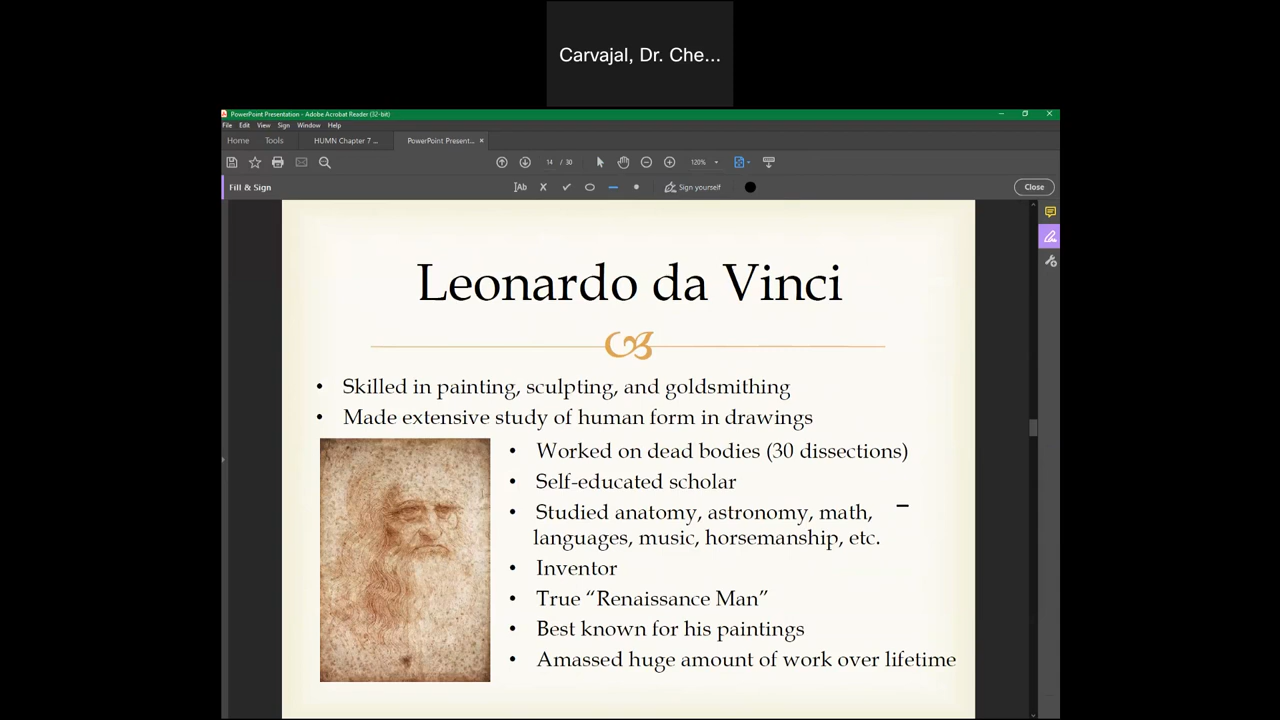 Carvajal, Dr. Che...
PowerPoint Presentation - Adobe Acrobat Reader (32-bit)
File Edit View Sign Window Help
Home Tools HUMN Chapter 7 ... PowerPoint Present... ×
14 / 30 120%
Fill & Sign Ab Sign yourself Close
Leonardo da Vinci
• Skilled in painting, sculpting, and goldsmithing
• Made extensive study of human form in drawings
• Worked on dead bodies (30 dissections)
• Self-educated scholar
• Studied anatomy, astronomy, math,
languages, music, horsemanship, etc.
• Inventor
• True “Renaissance Man”
• Best known for his paintings
• Amassed huge amount of work over lifetime